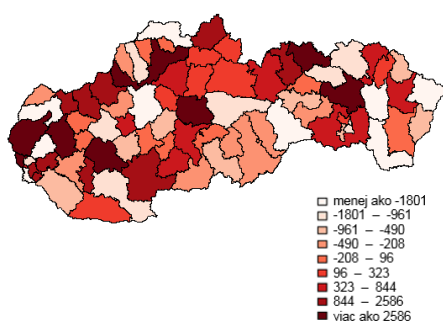 menej ako -1801
-1801 – -961
-961 – -490
-490 – -208
-208 – 96
96 – 323
323 – 844
844 – 2586
viac ako 2586